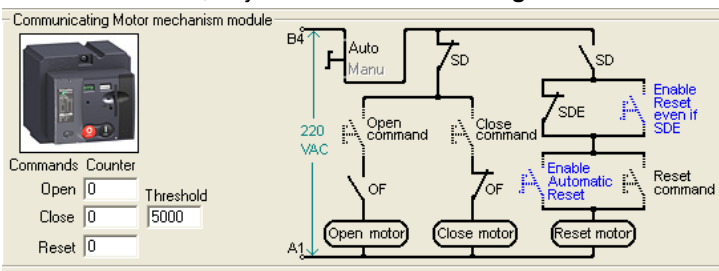 Communicating Motor mechanism module
B4
Auto
Manu
SD
SD
SDE
Enable
Reset
even if
SDE
220
VAC
Open
command
Close
command
Enable
Automatic
Reset
Reset
command
OF
OF
Open motor
Close motor
Reset motor
A1
Commands Counter
Open 0
Threshold
Close 0
5000
Reset 0